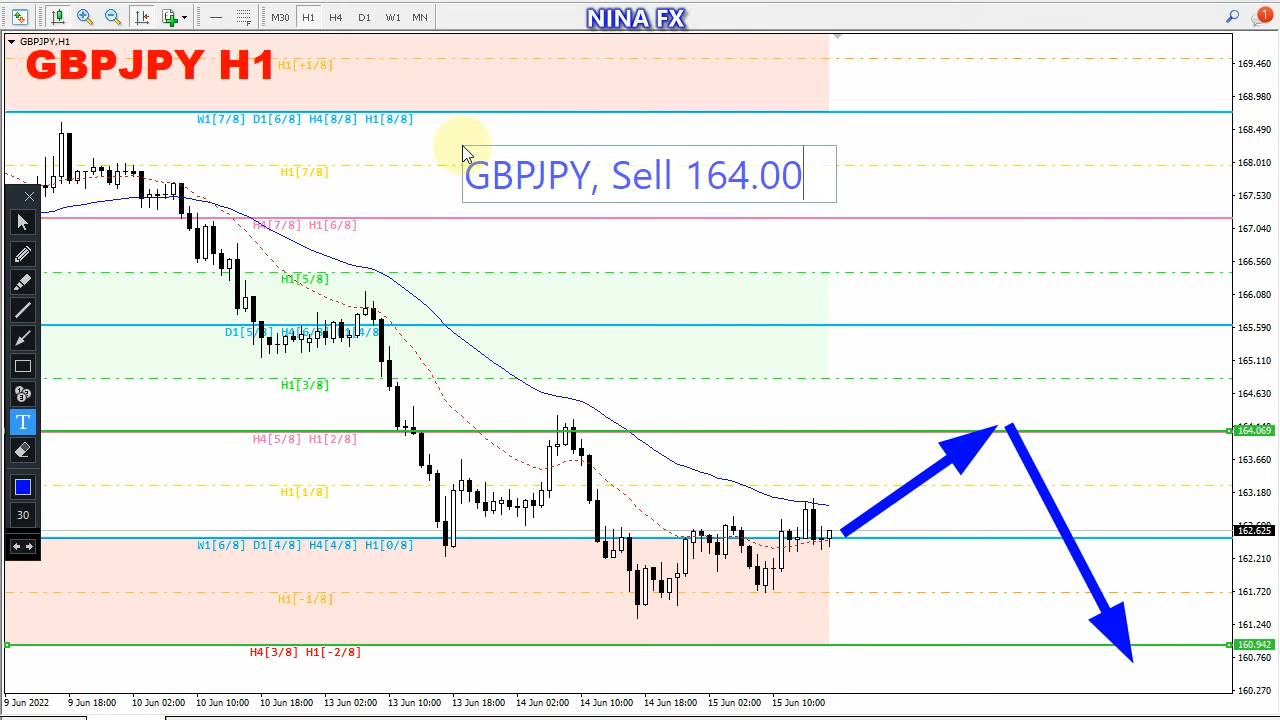 M30 H1 H4 D1 W1 MN
NINA FX
1
GBPJPY,H1
GBPJPY H1
H1[+1/8]
W1[7/8] D1[6/8] H4[8/8] H1[8/8]
H1[7/8]
GBPJPY, Sell 164.00
H4[7/8] H1[6/8]
H1[5/8]
H1[3/8]
H4[5/8] H1[2/8]
H1[1/8]
W1[6/8] D1[4/8] H4[4/8] H1[0/8]
H1[-1/8]
H4[3/8] H1[-2/8]
T
30
169.460
168.980
168.490
168.010
167.530
167.040
166.560
166.080
165.590
165.110
164.630
164.069
163.660
163.180
162.625
162.210
161.720
161.240
160.942
160.760
160.270
9 Jun 2022 9 Jun 18:00 10 Jun 02:00 10 Jun 10:00 10 Jun 18:00 13 Jun 02:00 13 Jun 10:00 13 Jun 18:00 14 Jun 02:00 14 Jun 10:00 14 Jun 18:00 15 Jun 02:00 15 Jun 10:00